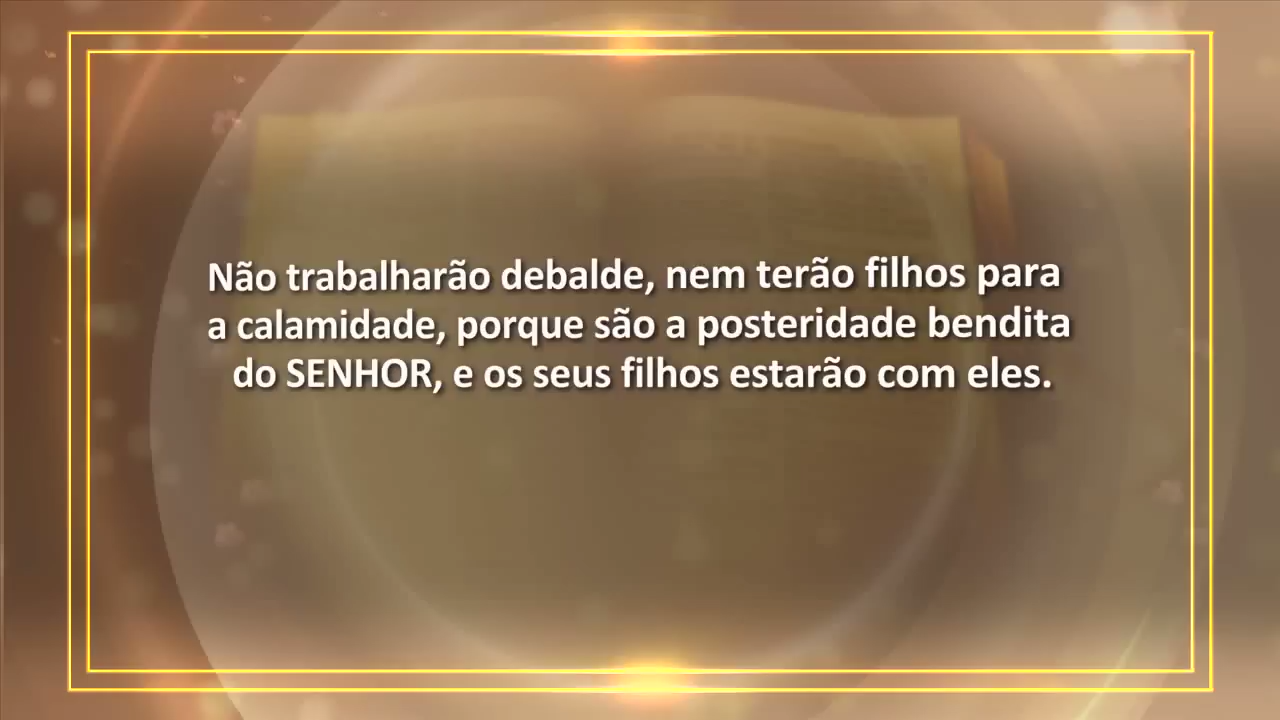 Não trabalharão debalde, nem terão filhos para
a calamidade, porque são a posteridade bendita
do SENHOR, e os seus filhos estarão com eles.